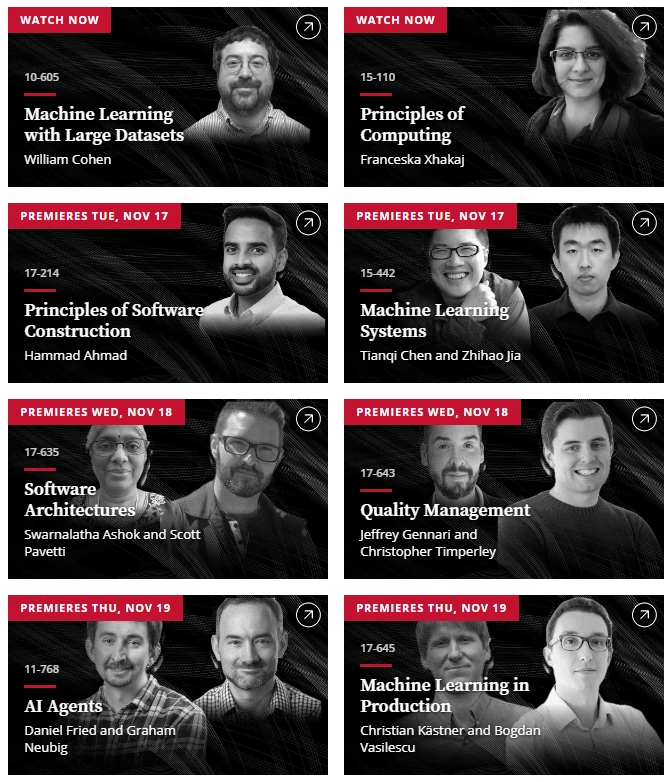 WATCH NOW
10-605
Machine Learning
with Large Datasets
William Cohen
WATCH NOW
15-110
Principles of
Computing
Franceska Xhakaj
PREMIERES TUE, NOV 17
17-214
Principles of Software
Construction
Hammad Ahmad
PREMIERES TUE, NOV 17
15-442
Machine Learning
Systems
Tianqi Chen and Zhihao Jia
PREMIERES WED, NOV 18
17-635
Software
Architectures
Swarnalatha Ashok and Scott
Pavetti
PREMIERES WED, NOV 18
17-643
Quality Management
Jeffrey Gennari and
Christopher Timperley
PREMIERES THU, NOV 19
11-768
AI Agents
Daniel Fried and Graham
Neubig
PREMIERES THU, NOV 19
17-645
Machine Learning in
Production
Christian Kästner and Bogdan
Vasilescu